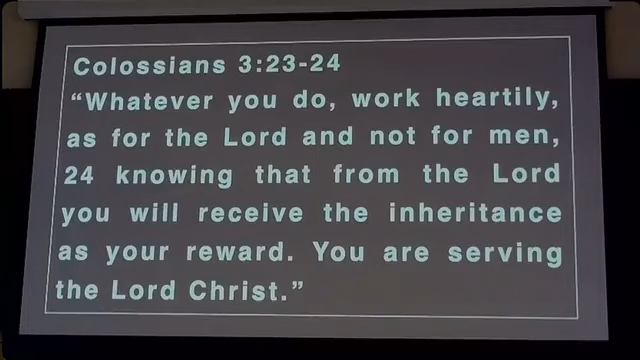 Colossians 3:23-24
“Whatever you do, work heartily,
as for the Lord and not for men,
24 knowing that from the Lord
you will receive the inheritance
as your reward. You are serving
the Lord Christ.”